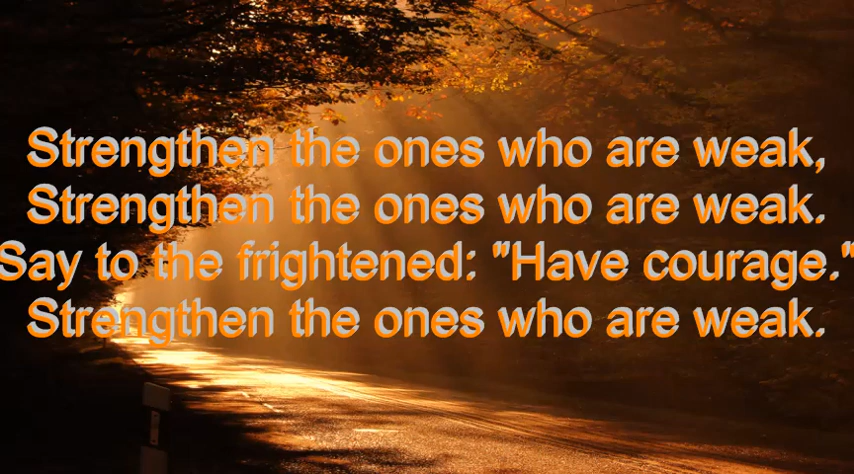 Strengthen the ones who are weak,
Strengthen the ones who are weak.
Say to the frightened: "Have courage."
Strengthen the ones who are weak.